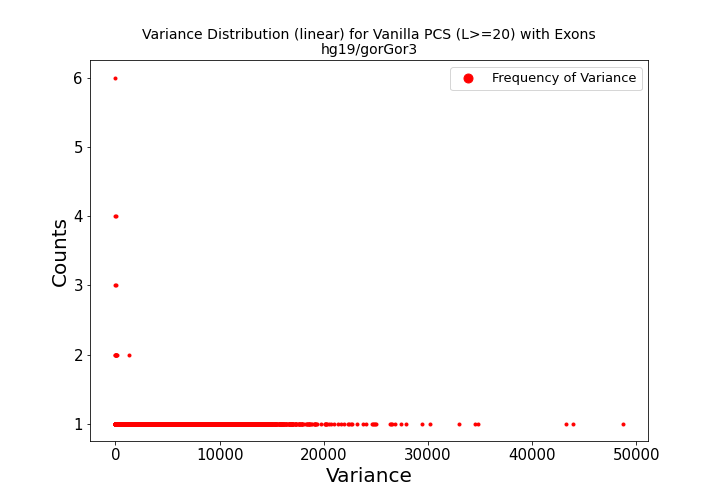 Variance Distribution (linear) for Vanilla PCS (L>=20) with Exons
hg19/gorGor3
Frequency of Variance
6
5
4
3
2
1
Counts
0
10000
20000
30000
40000
50000
Variance